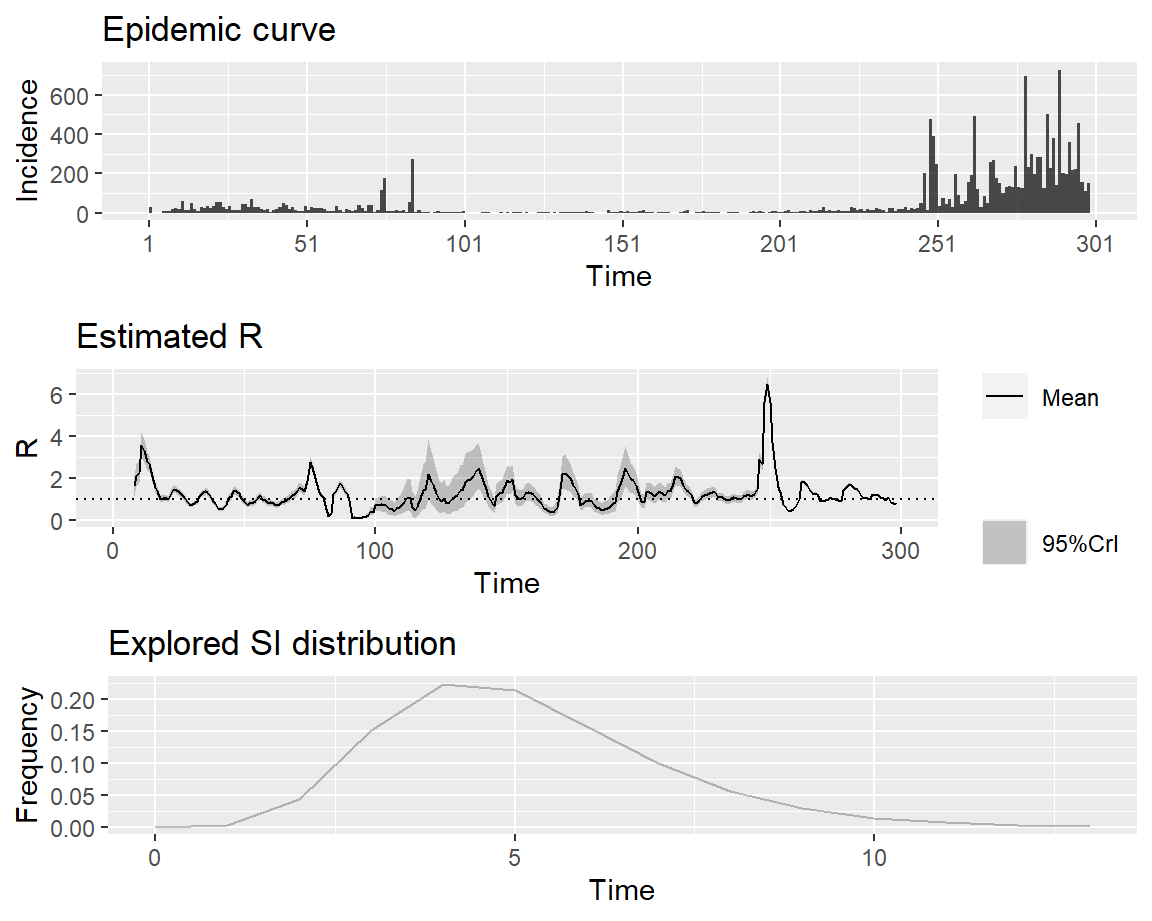 Epidemic curve
600
400
200
0
Incidence
1 51 101 151 201 251 301
Time
Estimated R
6
4
2
0
R
0 100 200 300
Time
Mean
95%CrI
Explored SI distribution
0.20
0.15
0.10
0.05
0.00
Frequency
0 5 10
Time